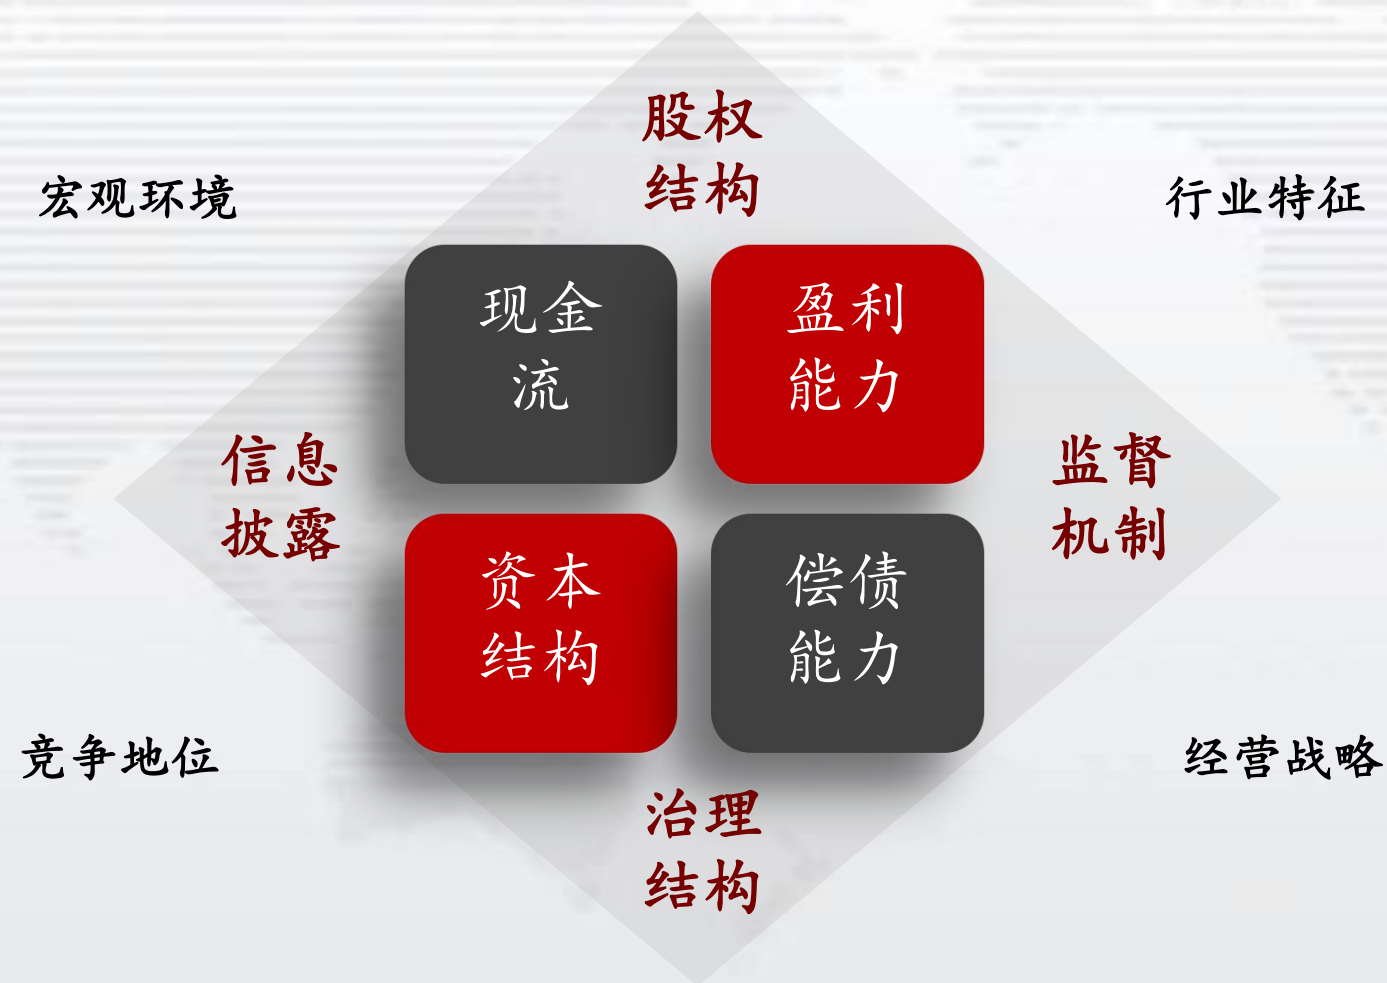 股权
结构
宏观环境
行业特征
现金
流
盈利
能力
信息
披露
监督
机制
资本
结构
偿债
能力
竞争地位
经营战略
治理
结构